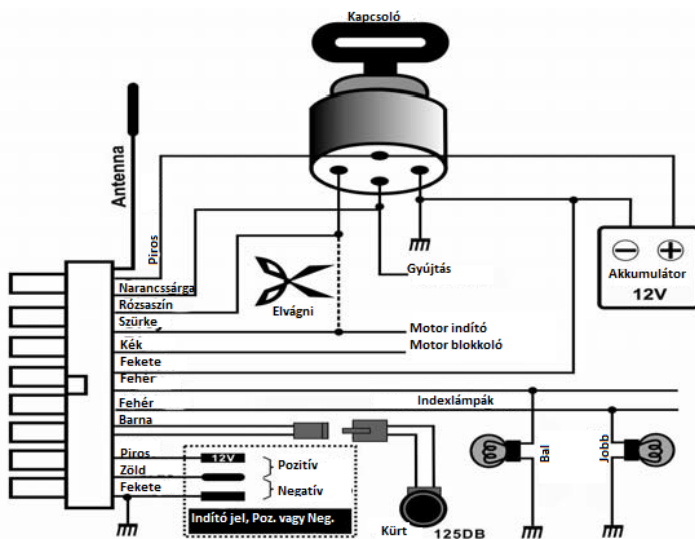 Kapcsoló
Antenna
Piros
Narancssárga
Rózsaszín
Szürke
Kék
Fekete
Fehér
Fehér
Barna
Piros
Zöld
Fekete
Elvágni
Gyújtás
Akkumulátor
12V
Motor indító
Motor blokkoló
Indexlámpák
Bal
Jobb
12V
Pozitív
Negatív
Indító jel, Poz. vagy Neg.
Kürt
125DB